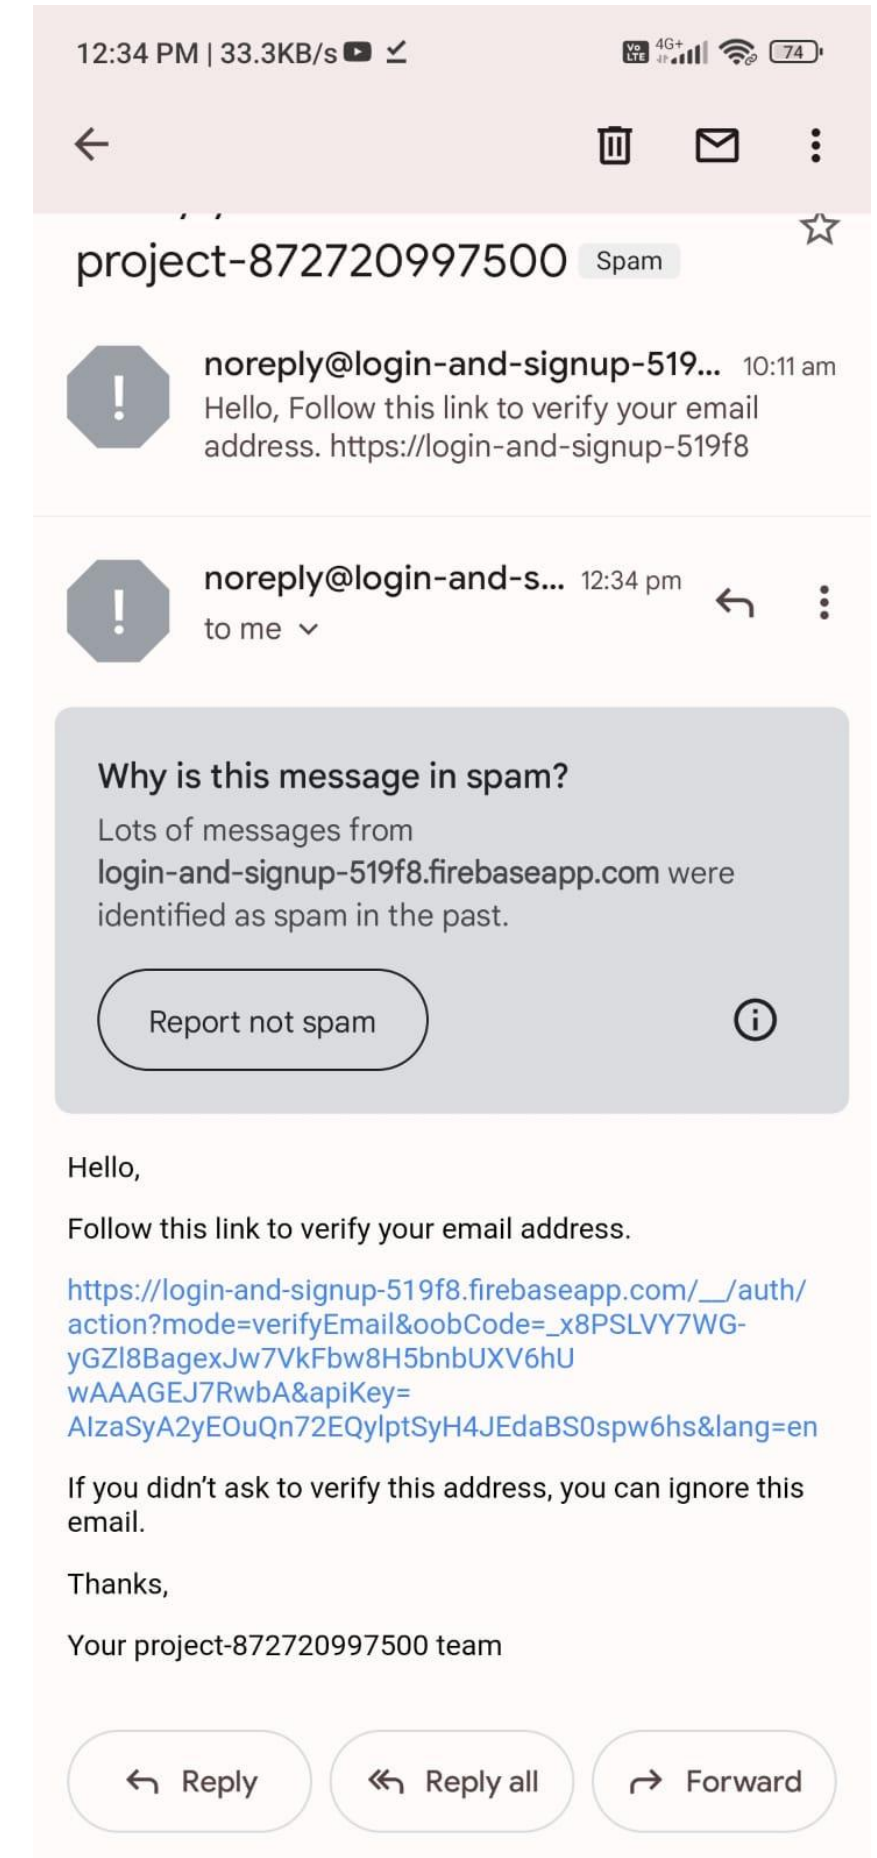 12:34 PM | 33.3KB/s
Vo LTE 4G+ 74
project-872720997500 Spam
noreply@login-and-signup-519... 10:11 am
Hello, Follow this link to verify your email
address. https://login-and-signup-519f8
noreply@login-and-s... 12:34 pm
to me
Why is this message in spam?
Lots of messages from
login-and-signup-519f8.firebaseapp.com were
identified as spam in the past.
Report not spam
Hello,
Follow this link to verify your email address.
https://login-and-signup-519f8.firebaseapp.com/__/auth/
action?mode=verifyEmail&oobCode=_x8PSLVY7WG-
yGZl8BagexJw7VkFbw8H5bnbUXV6hU
wAAAGEJ7RwbA&apiKey=
AIzaSyA2yEOuQn72EQylptSyH4JEdaBS0spw6hs&lang=en
If you didn’t ask to verify this address, you can ignore this
email.
Thanks,
Your project-872720997500 team
Reply Reply all Forward